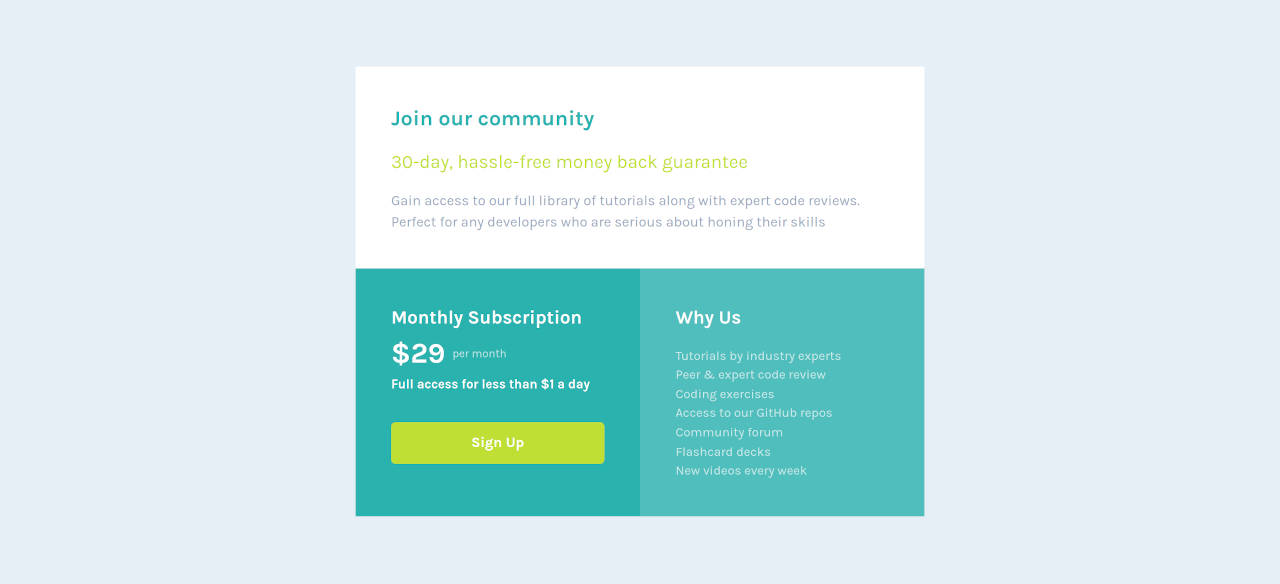 Join our community
30-day, hassle-free money back guarantee
Gain access to our full library of tutorials along with expert code reviews.
Perfect for any developers who are serious about honing their skills
Monthly Subscription
$29 per month
Full access for less than $1 a day
Sign Up
Why Us
Tutorials by industry experts
Peer & expert code review
Coding exercises
Access to our GitHub repos
Community forum
Flashcard decks
New videos every week